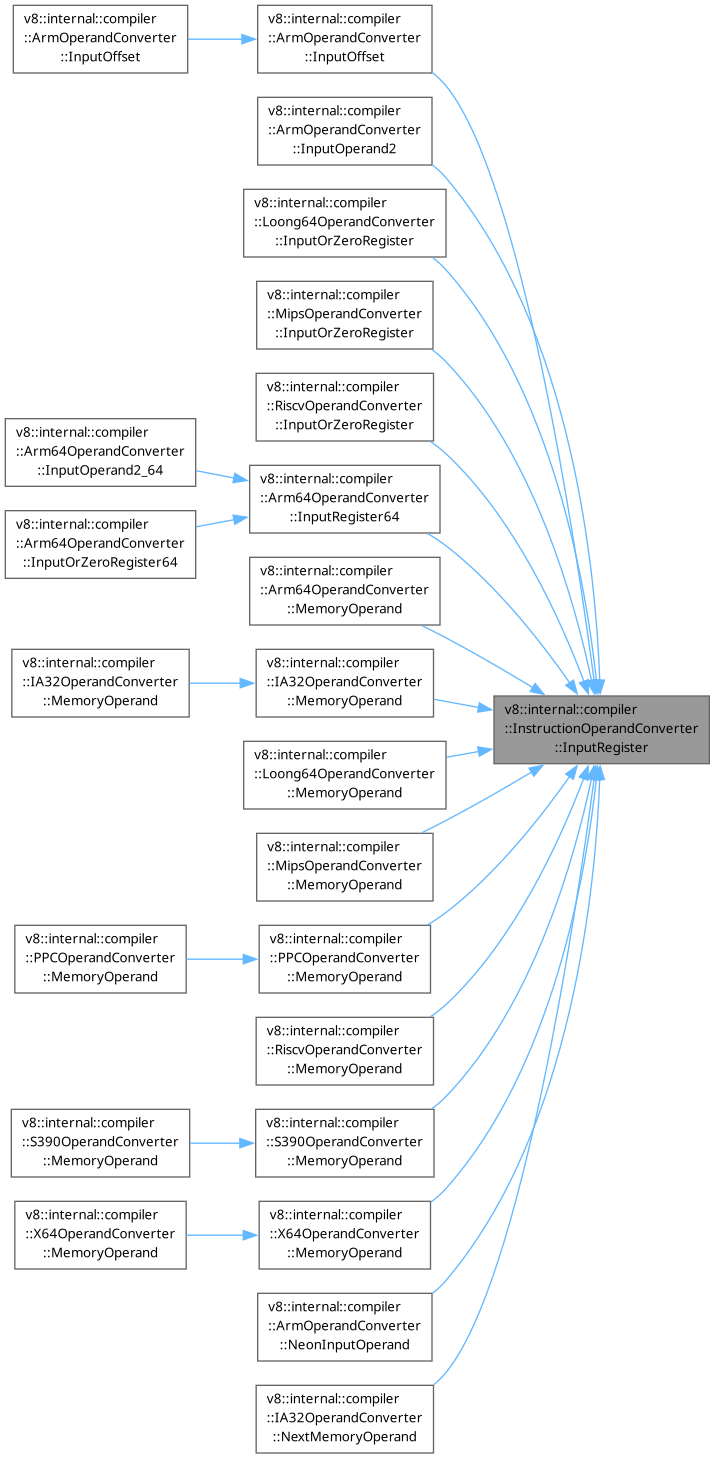 v8::internal::compiler
::ArmOperandConverter
::InputOffset
v8::internal::compiler
::ArmOperandConverter
::InputOffset
v8::internal::compiler
::ArmOperandConverter
::InputOperand2
v8::internal::compiler
::Loong64OperandConverter
::InputOrZeroRegister
v8::internal::compiler
::MipsOperandConverter
::InputOrZeroRegister
v8::internal::compiler
::RiscvOperandConverter
::InputOrZeroRegister
v8::internal::compiler
::Arm64OperandConverter
::InputOperand2_64
v8::internal::compiler
::Arm64OperandConverter
::InputRegister64
v8::internal::compiler
::Arm64OperandConverter
::InputOrZeroRegister64
v8::internal::compiler
::Arm64OperandConverter
::MemoryOperand
v8::internal::compiler
::IA32OperandConverter
::MemoryOperand
v8::internal::compiler
::IA32OperandConverter
::MemoryOperand
v8::internal::compiler
::InstructionOperandConverter
::InputRegister
v8::internal::compiler
::Loong64OperandConverter
::MemoryOperand
v8::internal::compiler
::MipsOperandConverter
::MemoryOperand
v8::internal::compiler
::PPCOperandConverter
::MemoryOperand
v8::internal::compiler
::PPCOperandConverter
::MemoryOperand
v8::internal::compiler
::RiscvOperandConverter
::MemoryOperand
v8::internal::compiler
::S390OperandConverter
::MemoryOperand
v8::internal::compiler
::S390OperandConverter
::MemoryOperand
v8::internal::compiler
::X64OperandConverter
::MemoryOperand
v8::internal::compiler
::X64OperandConverter
::MemoryOperand
v8::internal::compiler
::ArmOperandConverter
::NeonInputOperand
v8::internal::compiler
::IA32OperandConverter
::NextMemoryOperand